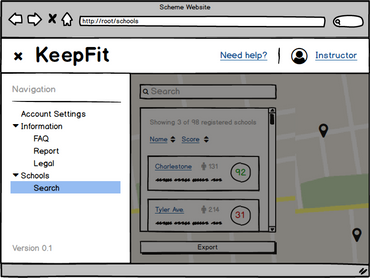 Scheme Website
http://root/schools
× KeepFit
Need help?
Instructor
Navigation
Account Settings
Information
FAQ
Report
Legal
Schools
Search
Version 0.1
Search
Showing 3 of 98 registered schools
Name Score
Charlestone 131 92
Tyler Ave. 214 31
Export